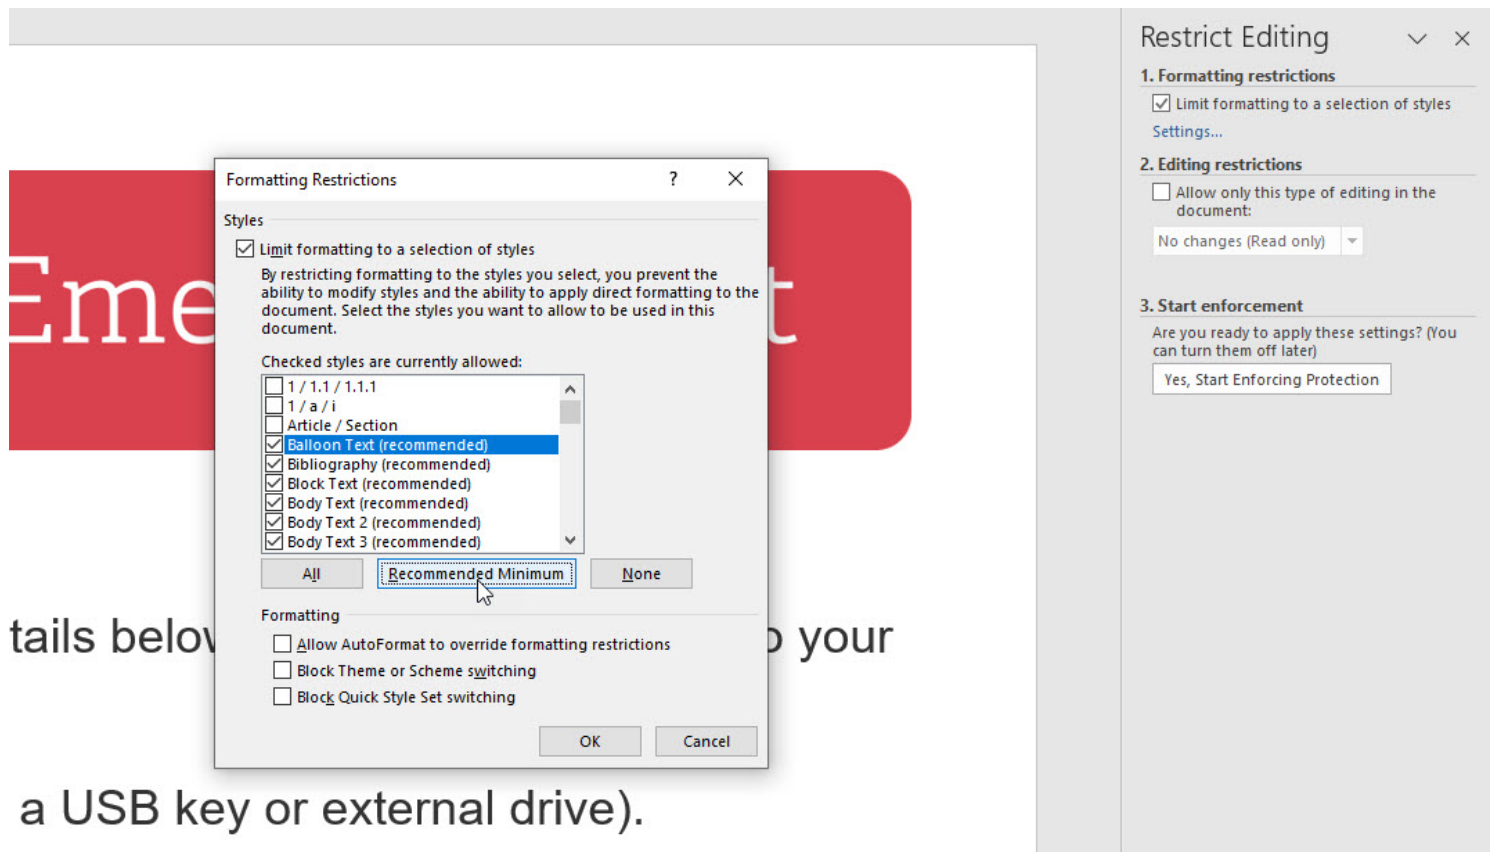 Restrict Editing
1. Formatting restrictions
Limit formatting to a selection of styles
Settings...
2. Editing restrictions
Allow only this type of editing in the
document:
No changes (Read only)
3. Start enforcement
Are you ready to apply these settings? (You
can turn them off later)
Yes, Start Enforcing Protection
Formatting Restrictions
?
Styles
Limit formatting to a selection of styles
By restricting formatting to the styles you select, you prevent the
ability to modify styles and the ability to apply direct formatting to the
document. Select the styles you want to allow to be used in this
document.
Checked styles are currently allowed:
1 / 1.1 / 1.1.1
1 / a / i
Article / Section
Balloon Text (recommended)
Bibliography (recommended)
Block Text (recommended)
Body Text (recommended)
Body Text 2 (recommended)
Body Text 3 (recommended)
All
Recommended Minimum
None
Formatting
Allow AutoFormat to override formatting restrictions
Block Theme or Scheme switching
Block Quick Style Set switching
OK
Cancel
Eme t
tails below your
a USB key or external drive).